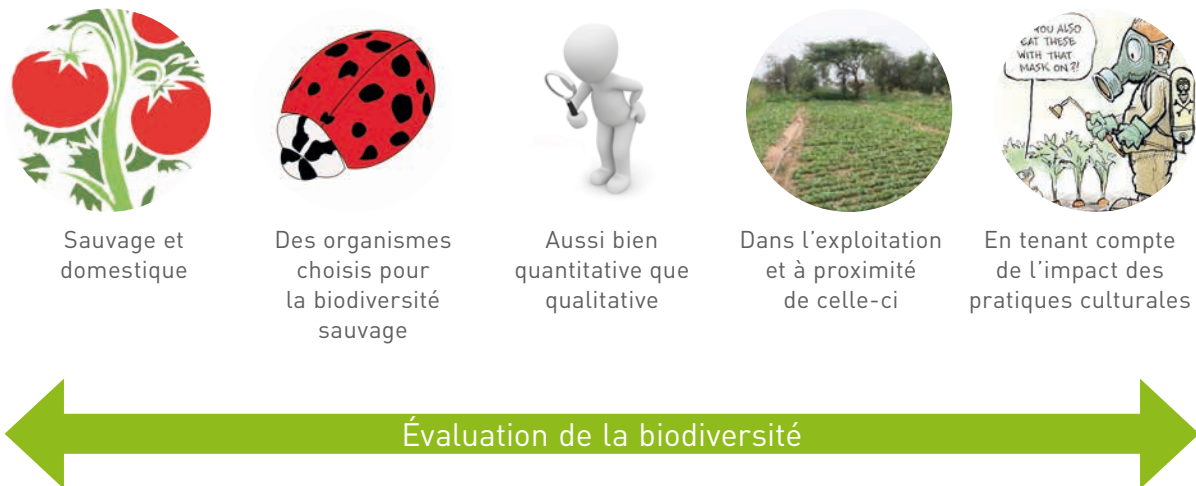 YOU ALSO
EAT THESE
WITH THAT
MASK ON?!
Sauvage et
domestique
Des organismes
choisis pour
la biodiversité
sauvage
Aussi bien
quantitative que
qualitative
Dans l'exploitation
et à proximité
de celle-ci
En tenant compte
de l'impact des
pratiques culturales
Évaluation de la biodiversité